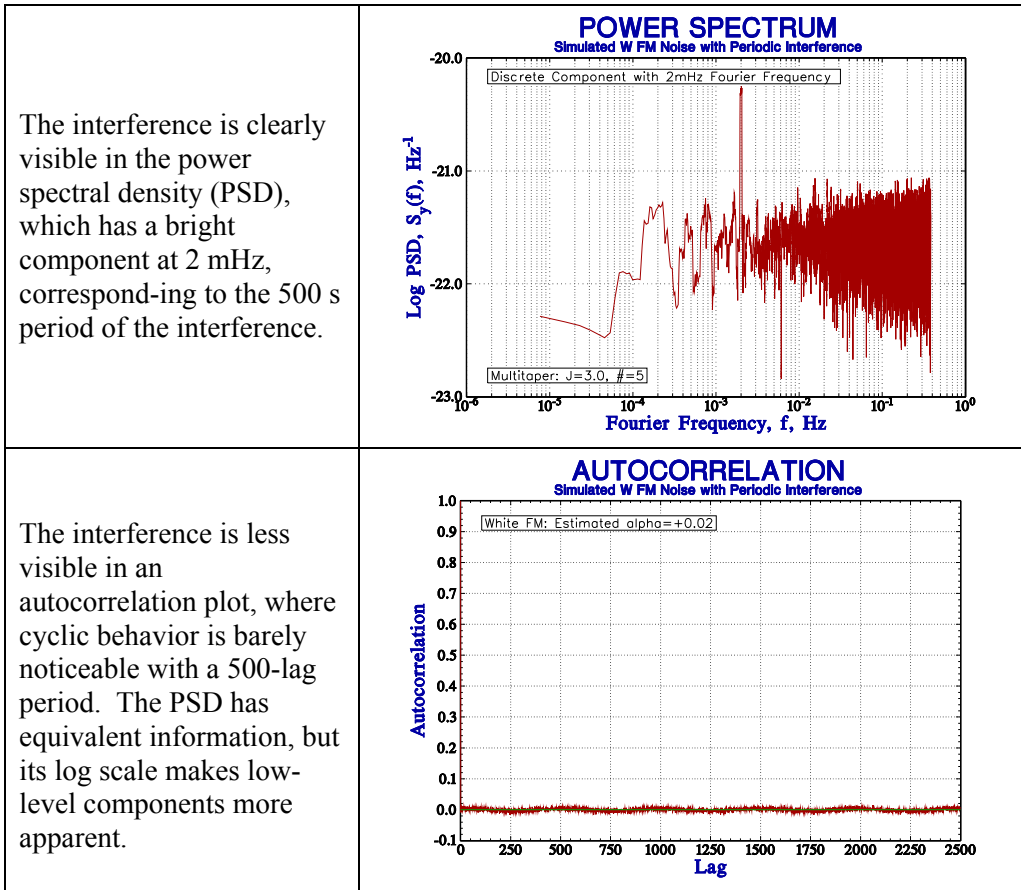 The interference is clearly
visible in the power
spectral density (PSD),
which has a bright
component at 2 mHz,
correspond-ing to the 500 s
period of the interference.
POWER SPECTRUM
Simulated W FM Noise with Periodic Interference
Discrete Component with 2mHz Fourier Frequency
Log PSD, S_y(f), Hz⁻¹
-20.0
-21.0
-22.0
-23.0
Multitaper: J=3.0, #=5
10⁻⁶ 10⁻⁵ 10⁻⁴ 10⁻³ 10⁻² 10⁻¹ 10⁰
Fourier Frequency, f, Hz
The interference is less
visible in an
autocorrelation plot, where
cyclic behavior is barely
noticeable with a 500-lag
period. The PSD has
equivalent information, but
its log scale makes low-
level components more
apparent.
AUTOCORRELATION
Simulated W FM Noise with Periodic Interference
White FM: Estimated alpha=+0.02
Autocorrelation
1.0
0.9
0.8
0.7
0.6
0.5
0.4
0.3
0.2
0.1
0.0
-0.1
0 250 500 750 1000 1250 1500 1750 2000 2250 2500
Lag